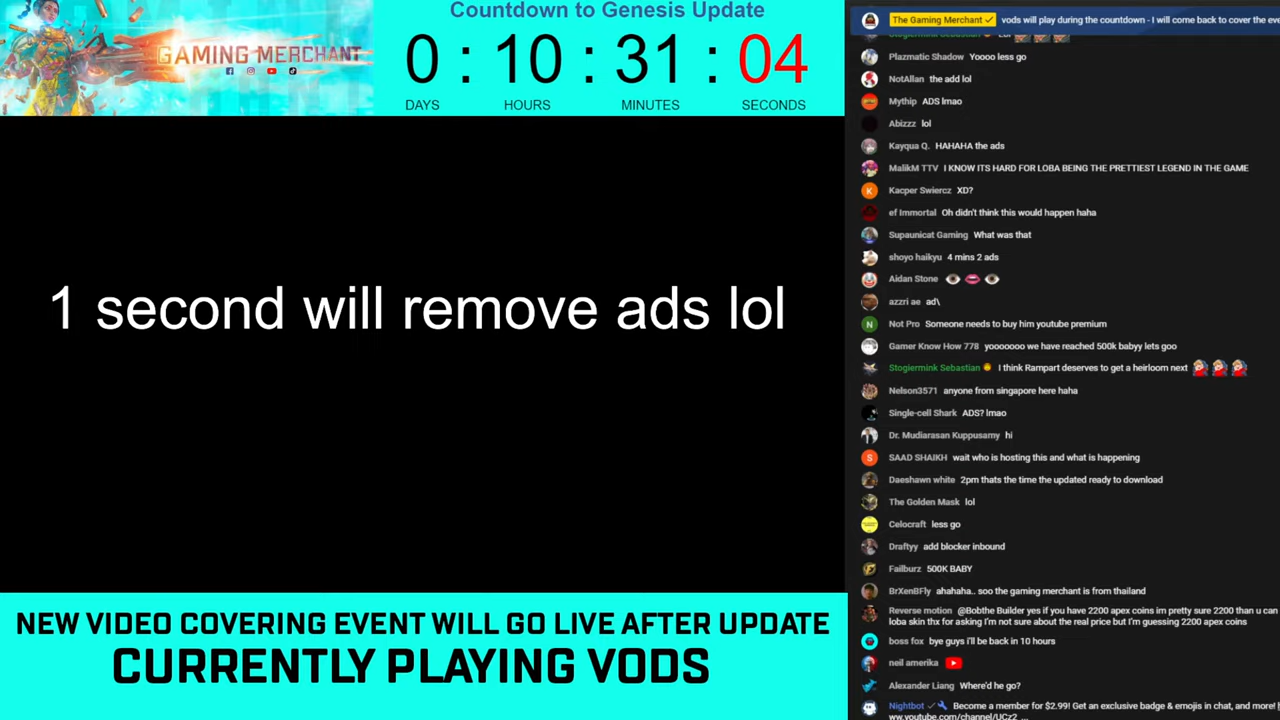 Countdown to Genesis Update
GAMING MERCHANT
0 : 10 : 31 : 04
DAYS HOURS MINUTES SECONDS
1 second will remove ads lol
NEW VIDEO COVERING EVENT WILL GO LIVE AFTER UPDATE
CURRENTLY PLAYING VODS
The Gaming Merchant vods will play during the countdown - I will come back to cover the eve
Stogiermink Sebastian
Plazmatic Shadow Yoooo less go
NotAllan the add lol
Mythip ADS lmao
Abizzz lol
Kayqua Q. HAHAHA the ads
MalikM TTV I KNOW ITS HARD FOR LOBA BEING THE PRETTIEST LEGEND IN THE GAME
K Kacper Swiercz XD?
ef Immortal Oh didn't think this would happen haha
Supaunicat Gaming What was that
shoyo haikyu 4 mins 2 ads
Aidan Stone 👁 👄 👁
azzri ae ad\
N Not Pro Someone needs to buy him youtube premium
Gamer Know How 778 yooooooo we have reached 500k babyy lets goo
Stogiermink Sebastian I think Rampart deserves to get a heirloom next
Nelson3571 anyone from singapore here haha
Single-cell Shark ADS? lmao
Dr. Mudiarasan Kuppusamy hi
S SAAD SHAIKH wait who is hosting this and what is happening
Daeshawn white 2pm thats the time the updated ready to download
The Golden Mask lol
Celocraft less go
Draftyy add blocker inbound
Failburz 500K BABY
BrXenBFly ahahaha.. soo the gaming merchant is from thailand
Reverse motion @Bobthe Builder yes if you have 2200 apex coins im pretty sure 2200 than u can
loba skin thx for asking I'm not sure about the real price but I'm guessing 2200 apex coins
boss fox bye guys i'll be back in 10 hours
neil amerika
Alexander Liang Where'd he go?
Nightbot Become a member for $2.99! Get an exclusive badge & emojis in chat, and more!
ww.youtube.com/channel/UCz2 ...